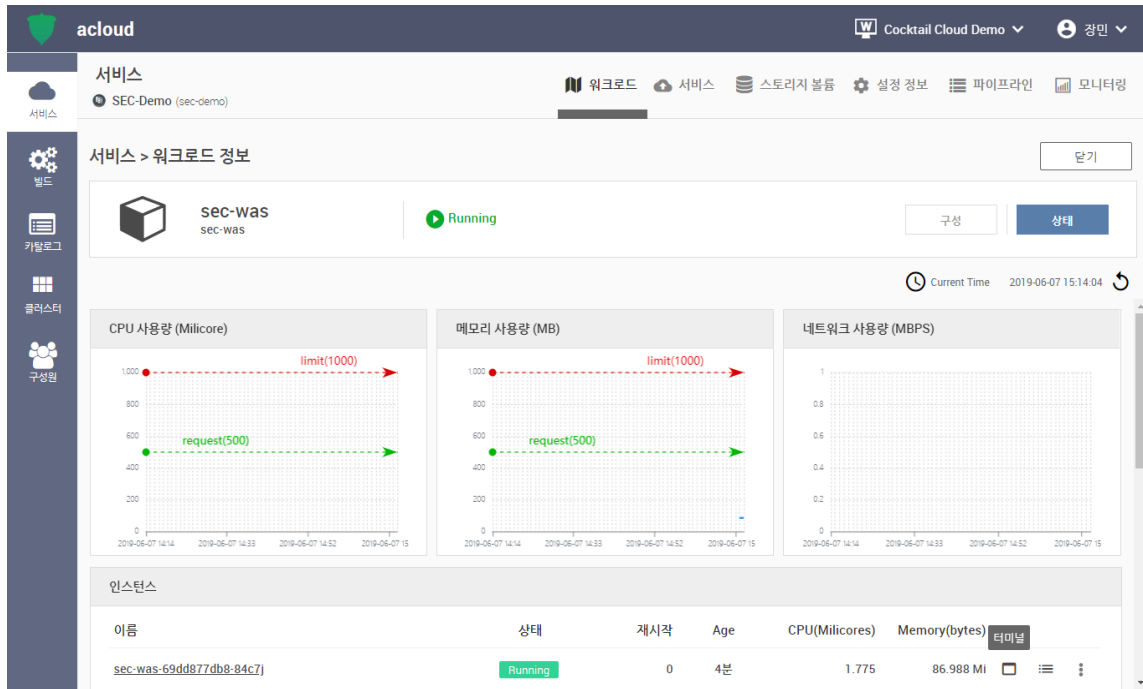 acloud
W Cocktail Cloud Demo
장민
서비스
SEC-Demo (sec-demo)
워크로드
서비스
스토리지 볼륨
설정 정보
파이프라인
모니터링
서비스
빌드
카탈로그
클러스터
구성원
서비스 > 워크로드 정보
닫기
sec-was
sec-was
Running
구성
상태
Current Time 2019-06-07 15:14:04
CPU 사용량 (Milicore)
1,000
800
600
400
200
0
limit(1000)
request(500)
2019-06-07 14:14 2019-06-07 14:33 2019-06-07 14:52 2019-06-07 15
메모리 사용량 (MB)
1,000
800
600
400
200
0
limit(1000)
request(500)
2019-06-07 14:14 2019-06-07 14:33 2019-06-07 14:52 2019-06-07 15
네트워크 사용량 (MBPS)
1
0.8
0.6
0.4
0.2
0
2019-06-07 14:14 2019-06-07 14:33 2019-06-07 14:52 2019-06-07 15
인스턴스
이름 상태 재시작 Age CPU(Milicores) Memory(bytes)
터미널
sec-was-69dd877db8-84c7j Running 0 4분 1.775 86.988 Mi